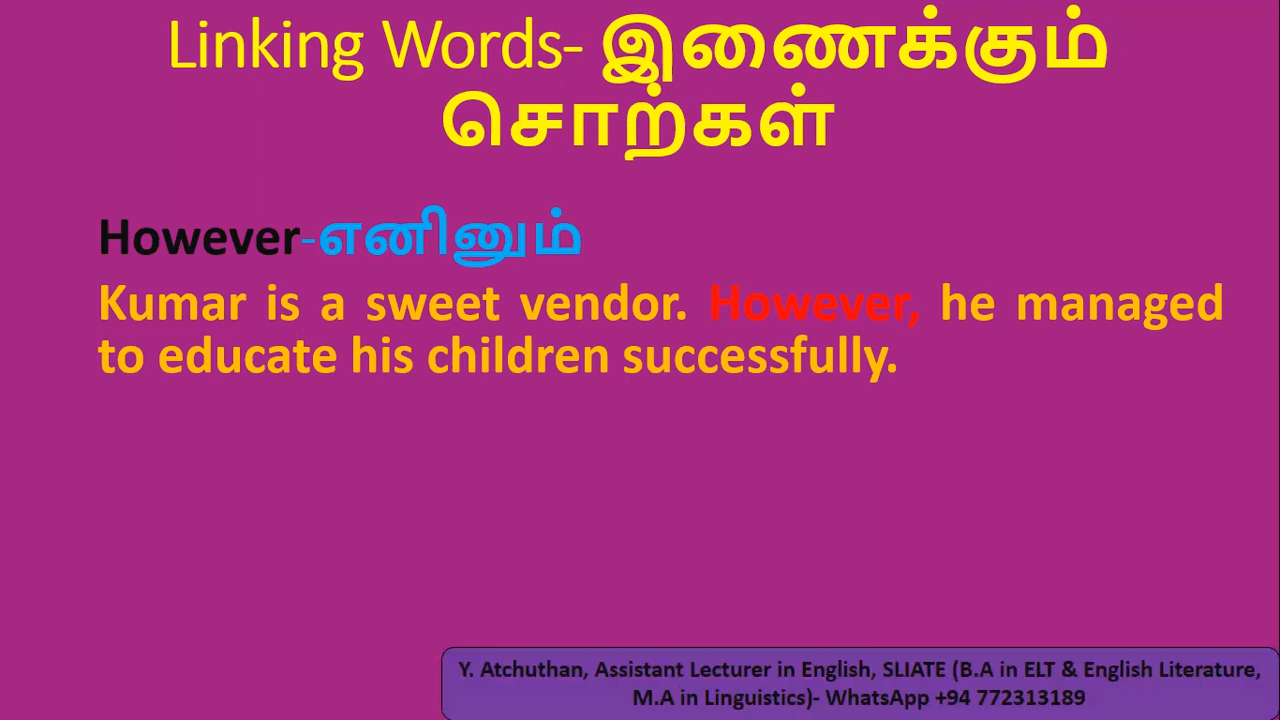 Linking Words- இணைக்கும்
சொற்கள்
However-எனினும்
Kumar is a sweet vendor. However, he managed
to educate his children successfully.
Y. Atchuthan, Assistant Lecturer in English, SLIATE (B.A in ELT & English Literature,
M.A in Linguistics)- WhatsApp +94 772313189